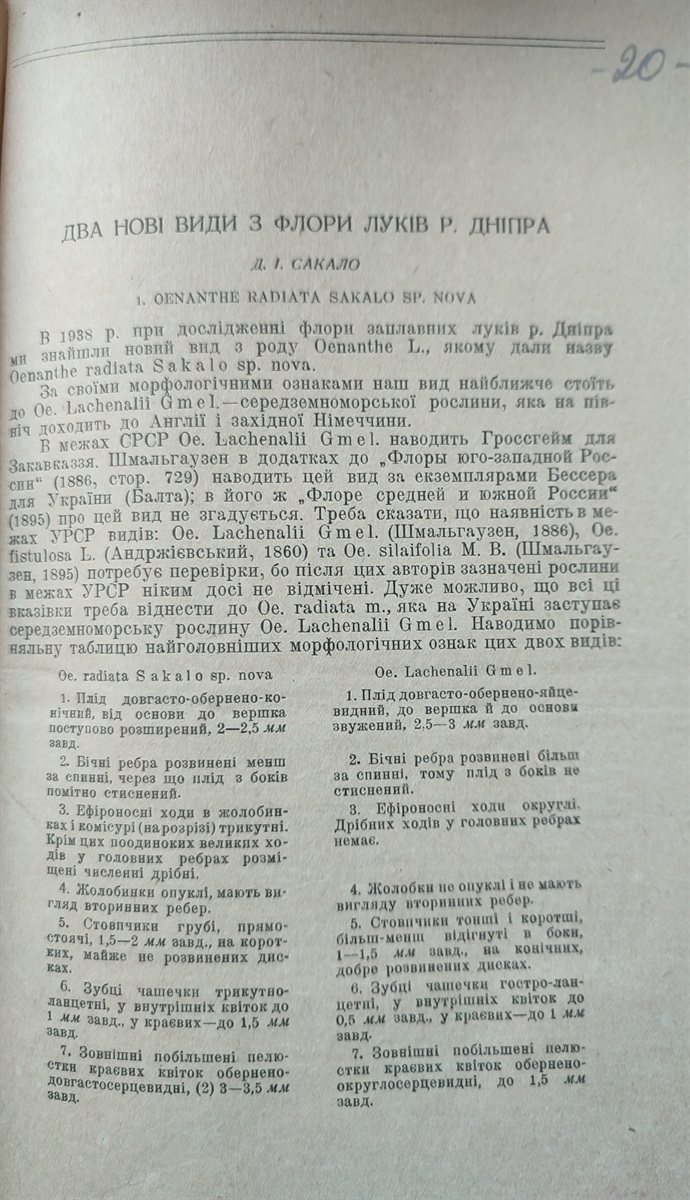 -20-
ДВА НОВІ ВИДИ З ФЛОРИ ЛУКІВ Р. ДНІПРА
Д. І. САКАЛО
1. OENANTHE RADIATA SAKALO SP. NOVA
В 1938 р. при дослідженні флори заплавних луків р. Дніпра
ми знайшли новий вид з роду Oenanthe L., якому дали назву
Oenanthe radiata Sakalo sp. nova.
За своїми морфологічними ознаками наш вид найближче стоїть
до Oe. Lachenalii Gmel.—середземноморської рослини, яка на пів-
ніч доходить до Англії і західної Німеччини.
В межах СРСР Oe. Lachenalii Gmel. наводить Гроссгейм для
Закавказзя. Шмальгаузен в додатках до „Флоры юго-западной Рос-
сии“ (1886, стор. 729) наводить цей вид за екземплярами Бессера
для України (Балта); в його ж „Флоре средней и южной России“
(1895) про цей вид не згадується. Треба сказати, що наявність в ме-
жах УРСР видів: Oe. Lachenalii Gmel. (Шмальгаузен, 1886), Oe.
fistulosa L. (Андржієвський, 1860) та Oe. silaifolia M. B. (Шмальгау-
зен, 1895) потребує перевірки, бо після цих авторів зазначені рослини
в межах УРСР ніким досі не відмічені. Дуже можливо, що всі ці
вказівки треба віднести до Oe. radiata m., яка на Україні заступає
середземноморську рослину Oe. Lachenalii Gmel. Наводимо порів-
няльну таблицю найголовніших морфологічних ознак цих двох видів:
Oe. radiata Sakalo sp. nova
1. Плід довгасто-обернено-ко-
нічний, від основи до вершка
поступово розширений, 2—2,5 мм
завд.
2. Бічні ребра розвинені менш
за спинні, через що плід з боків
помітно стиснений.
3. Ефіроносні ходи в жолобин-
ках і комісурі (на розрізі) трикутні.
Крім цих поодиноких великих хо-
дів у головних ребрах розмі-
щені численні дрібні.
4. Жолобинки опуклі, мають ви-
гляд вторинних ребер.
5. Стовпчики грубі, прямо-
стоячі, 1,5—2 мм завд., на корот-
ких, майже не розвинених дис-
ках.
6. Зубці чашечки трикутно-
ланцетні, у внутрішніх квіток до
1 мм завд., у краєвих—до 1,5 мм
завд.
7. Зовнішні побільшені пелю-
стки краєвих квіток обернено-
довгастосерцевидні, (2) 3—3,5 мм
завд.
Oe. Lachenalii Gmel.
1. Плід довгасто-обернено-яйце-
видний, до вершка й до основи
звужений, 2,5—3 мм завд.
2. Бічні ребра розвинені більш
за спинні, тому плід з боків не
стиснений.
3. Ефіроносні ходи округлі.
Дрібних ходів у головних ребрах
немає.
4. Жолобки не опуклі і не мають
вигляду вторинних ребер.
5. Стовпчики тонші і коротші,
більш-менш відігнуті в боки,
1—1,5 мм завд., на конічних,
добре розвинених дисках.
6. Зубці чашечки гостро-лан-
цетні, у внутрішніх квіток до
0,5 мм завд., у краєвих—до 1 мм
завд.
7. Зовнішні побільшені пелю-
стки краєвих квіток обернено-
округлосерцевидні, до 1,5 мм
завд.